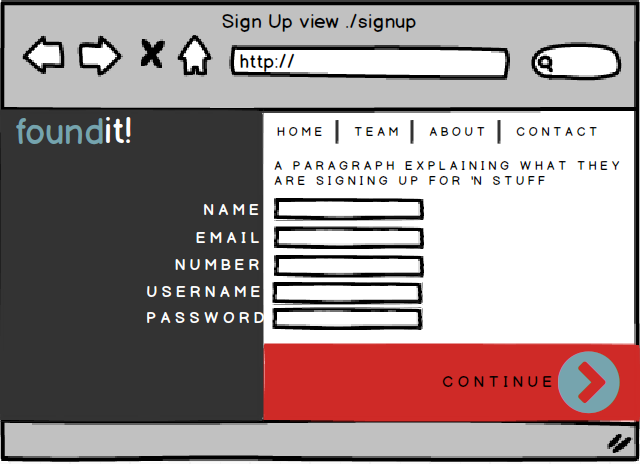 Sign Up view ./signup
http://
foundit!
HOME | TEAM | ABOUT | CONTACT
A PARAGRAPH EXPLAINING WHAT THEY
ARE SIGNING UP FOR 'N STUFF
NAME
EMAIL
NUMBER
USERNAME
PASSWORD
CONTINUE